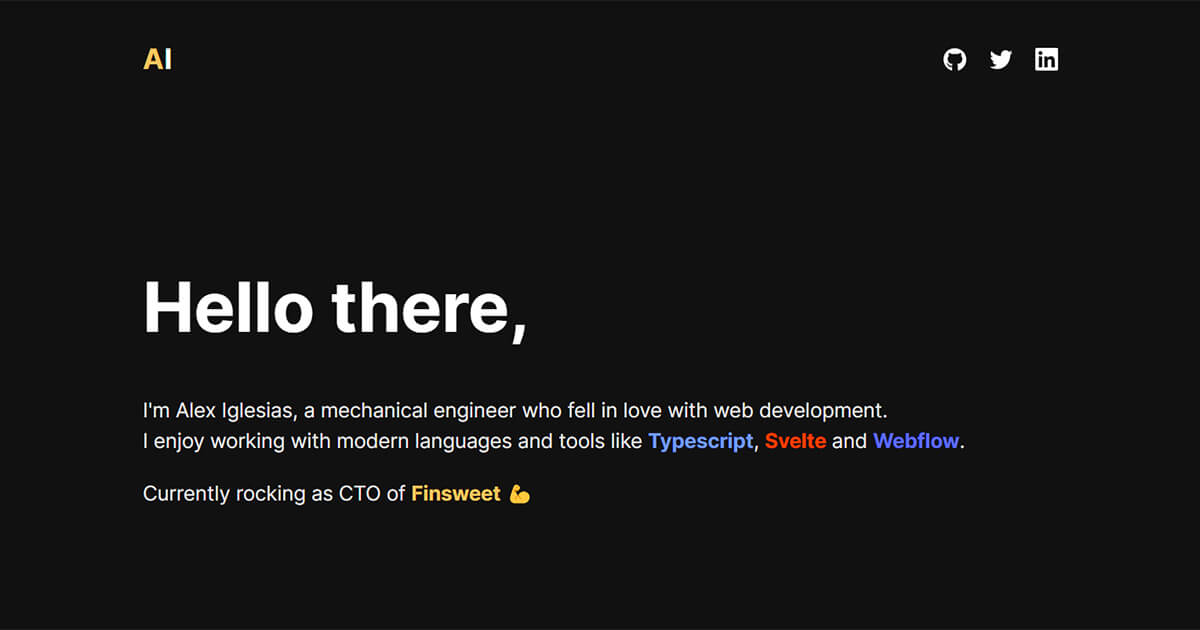 AI
Hello there,
I'm Alex Iglesias, a mechanical engineer who fell in love with web development.
I enjoy working with modern languages and tools like Typescript, Svelte and Webflow.
Currently rocking as CTO of Finsweet 💪